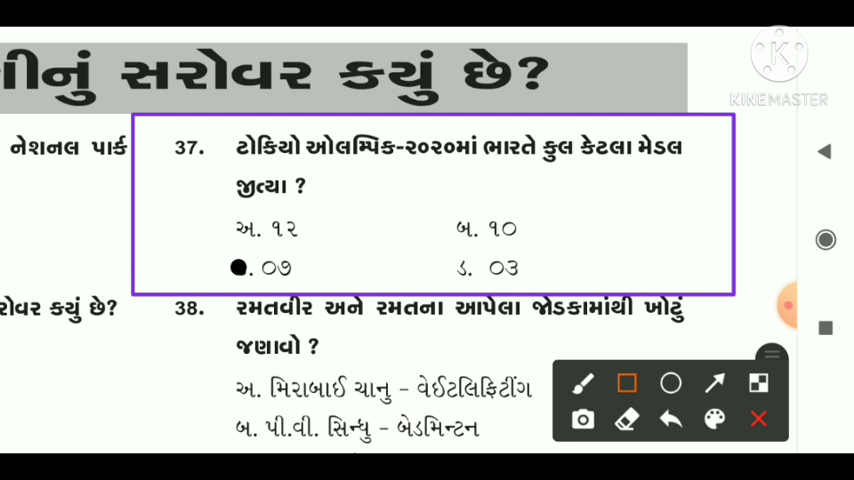 નું સરોવર કયું છે?
KINEMASTER
નેશનલ પાર્ક
37. ટોકિયો ઓલમ્પિક-૨૦૨૦માં ભારતે કુલ કેટલા મેડલ
જીત્યા ?
અ. ૧૨ બ. ૧૦
. ૦૭ ડ. ૦૩
કયું છે?
38. રમતવીર અને રમતના આપેલા જોડકામાંથી ખોટું
જણાવો ?
અ. મિરાબાઈ ચાનુ - વેઈટલિફિટીંગ
બ. પી.વી. સિન્ધુ - બેડમિન્ટન